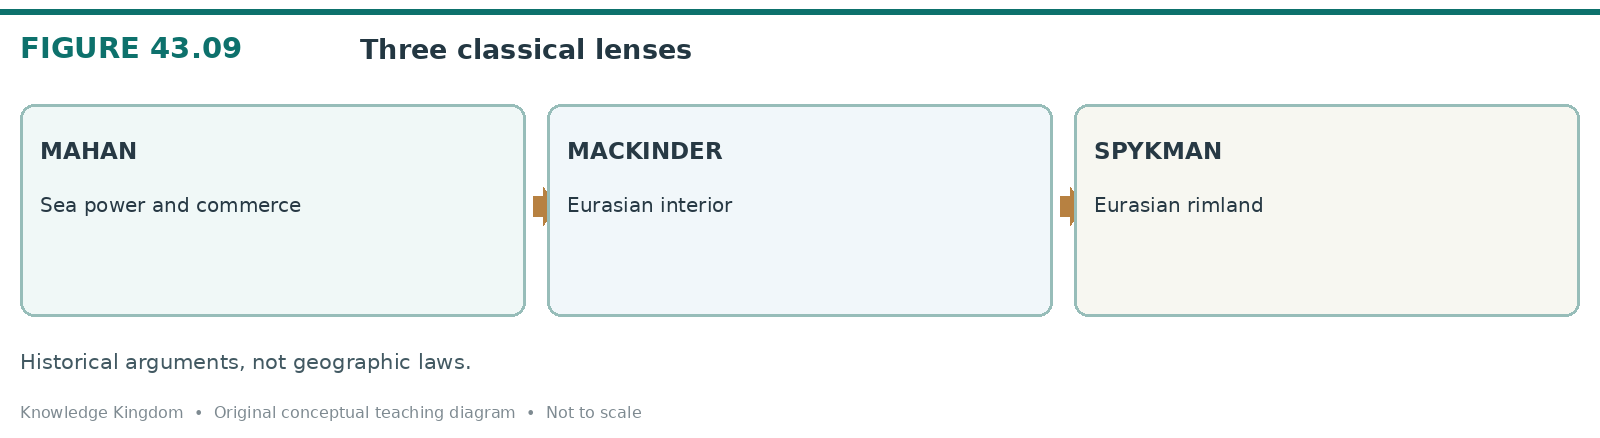 FIGURE 43.09 Three classical lenses
MAHAN
Sea power and commerce
MACKINDER
Eurasian interior
SPYKMAN
Eurasian rimland
Historical arguments, not geographic laws.
Knowledge Kingdom • Original conceptual teaching diagram • Not to scale